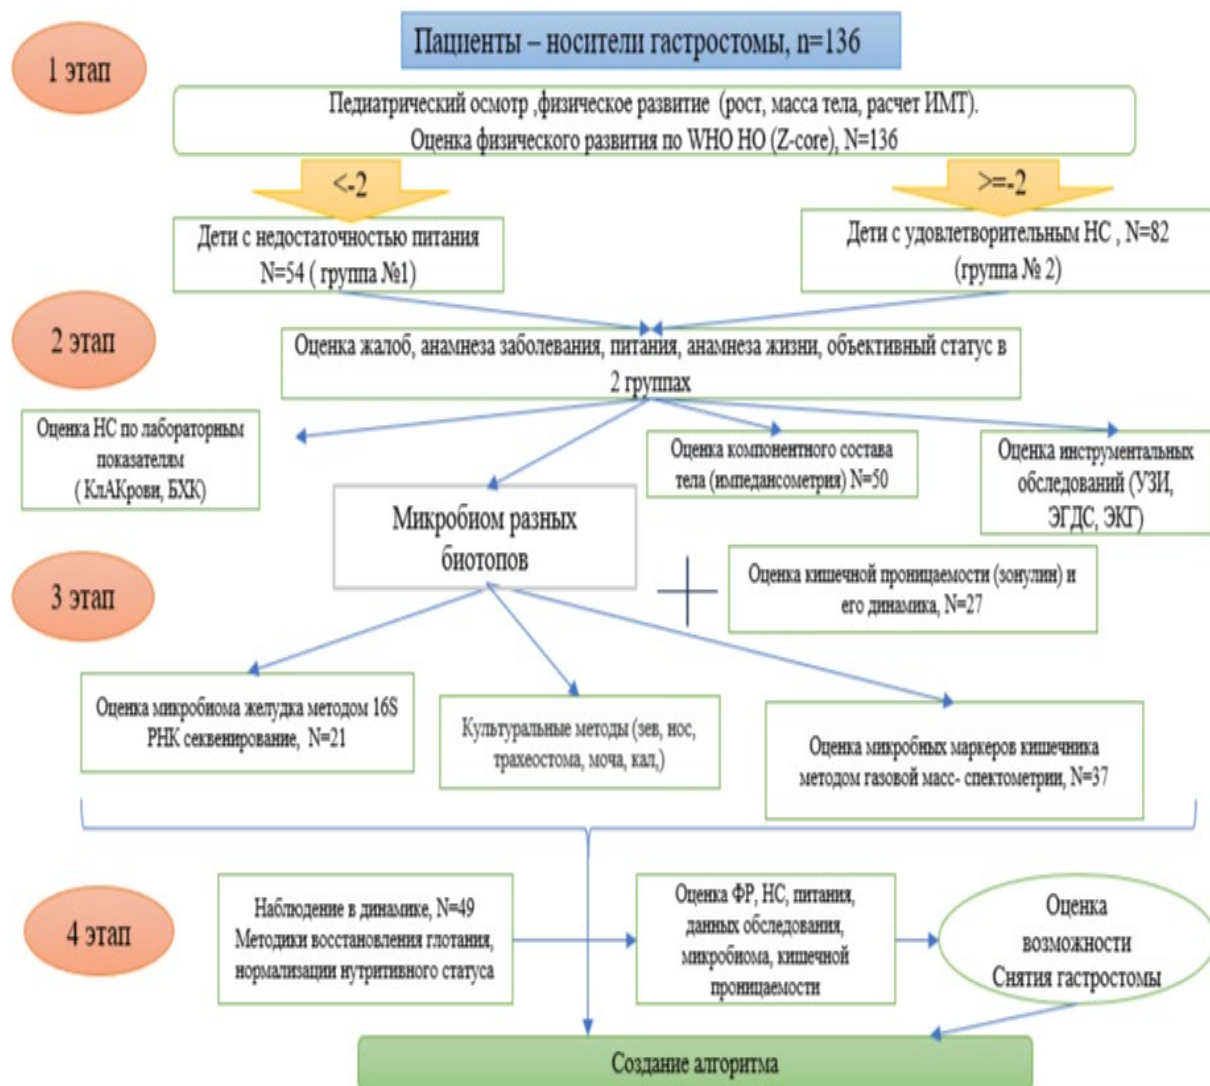 1 этап
Пациенты – носители гастростомы, n=136
Педиатрический осмотр ,физическое развитие (рост, масса тела, расчет ИМТ).
Оценка физического развития по WHO НО (Z-core), N=136
<-2
>=-2
Дети с недостаточностью питания
N=54 ( группа №1)
Дети с удовлетворительным НС , N=82
(группа № 2)
2 этап
Оценка жалоб, анамнеза заболевания, питания, анамнеза жизни, объективный статус в
2 группах
Оценка НС по лабораторным
показателям
( КлАКрови, БХК)
Оценка компонентного состава
тела (импедансометрия) N=50
Оценка инструментальных
обследований (УЗИ,
ЭГДС, ЭКГ)
Микробиом разных
биотопов
3 этап
Оценка кишечной проницаемости (зонулин) и
его динамика, N=27
Оценка микробиома желудка методом 16S
РНК секвенирование, N=21
Культуральные методы (зев, нос,
трахеостома, моча, кал,)
Оценка микробных маркеров кишечника
методом газовой масс- спектометрии, N=37
4 этап
Наблюдение в динамике, N=49
Методики восстановления глотания,
нормализации нутритивного статуса
Оценка ФР, НС, питания,
данных обследования,
микробиома, кишечной
проницаемости
Оценка
возможности
Снятия гастростомы
Создание алгоритма